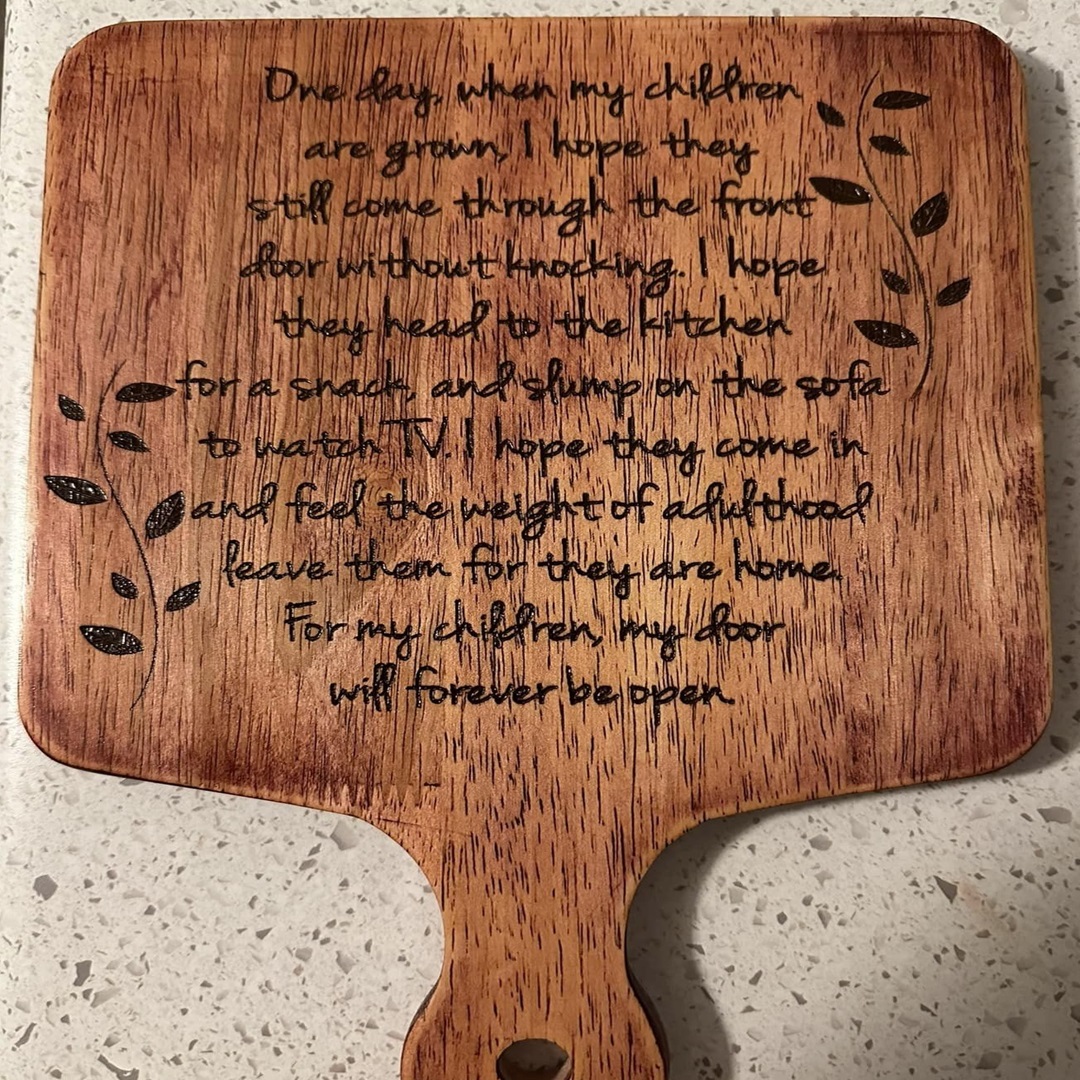 One day, when my children
are grown, I hope they
still come through the front
door without knocking. I hope
they head to the kitchen
for a snack, and slump on the sofa
to watch TV. I hope they come in
and feel the weight of adulthood
leave them for they are home.
For my children, my door
will forever be open.